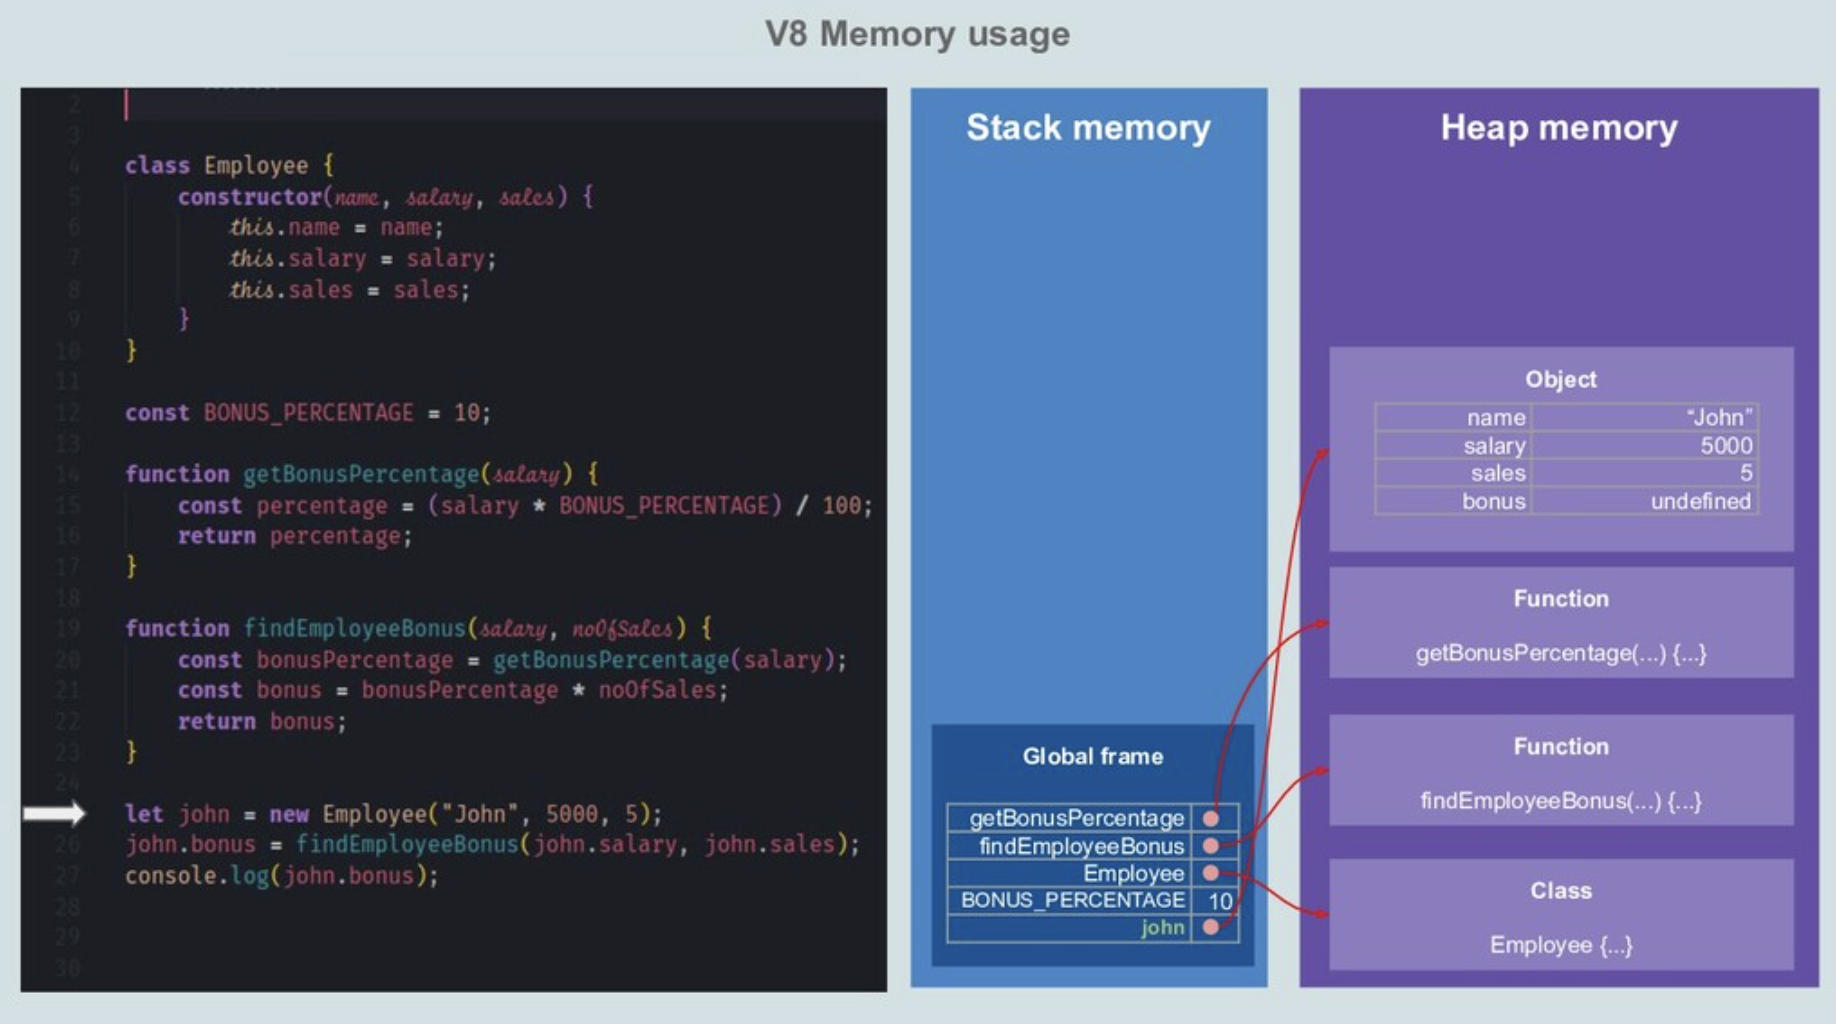 V8 Memory usage
2
3
4 class Employee {
5 constructor(name, salary, sales) {
6 this.name = name;
7 this.salary = salary;
8 this.sales = sales;
9 }
10 }
11
12 const BONUS_PERCENTAGE = 10;
13
14 function getBonusPercentage(salary) {
15 const percentage = (salary * BONUS_PERCENTAGE) / 100;
16 return percentage;
17 }
18
19 function findEmployeeBonus(salary, noOfSales) {
20 const bonusPercentage = getBonusPercentage(salary);
21 const bonus = bonusPercentage * noOfSales;
22 return bonus;
23 }
24
let john = new Employee("John", 5000, 5);
26 john.bonus = findEmployeeBonus(john.salary, john.sales);
27 console.log(john.bonus);
28
29
30
Stack memory
Global frame
getBonusPercentage
findEmployeeBonus
Employee
BONUS_PERCENTAGE 10
john
Heap memory
Object
name “John”
salary 5000
sales 5
bonus undefined
Function
getBonusPercentage(...) {...}
Function
findEmployeeBonus(...) {...}
Class
Employee {...}